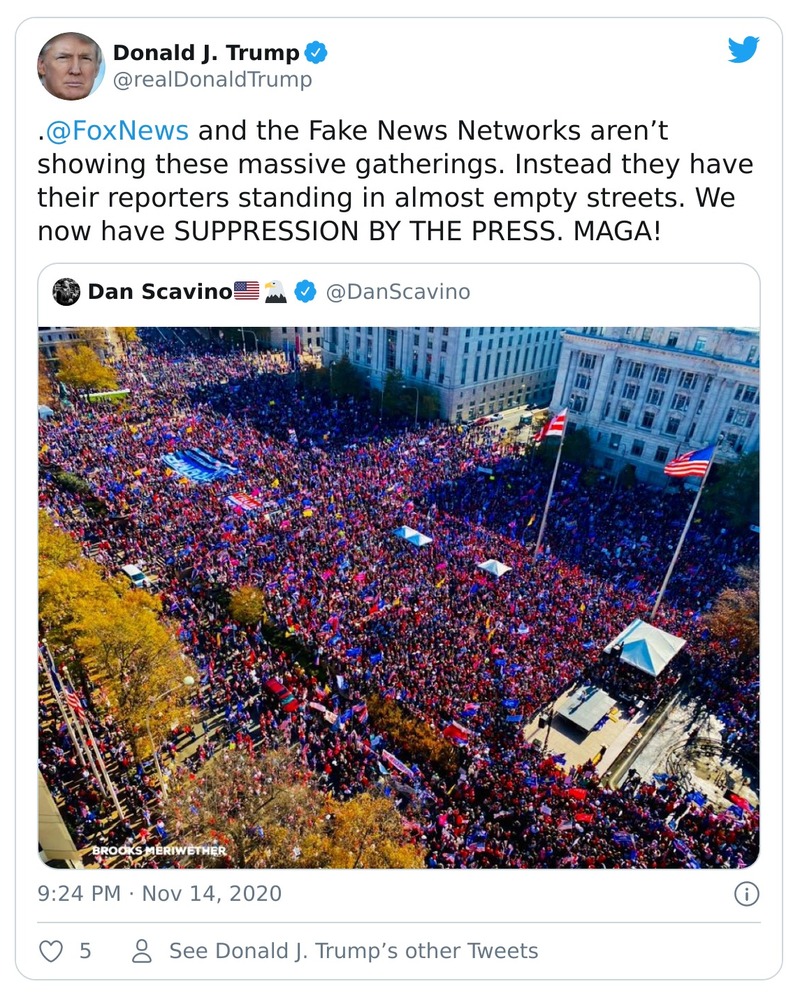 Donald J. Trump
@realDonaldTrump
.@FoxNews and the Fake News Networks aren’t
showing these massive gatherings. Instead they have
their reporters standing in almost empty streets. We
now have SUPPRESSION BY THE PRESS. MAGA!
Dan Scavino🇺🇸🦅 @DanScavino
BROOKS MERIWETHER
9:24 PM · Nov 14, 2020
5 See Donald J. Trump’s other Tweets